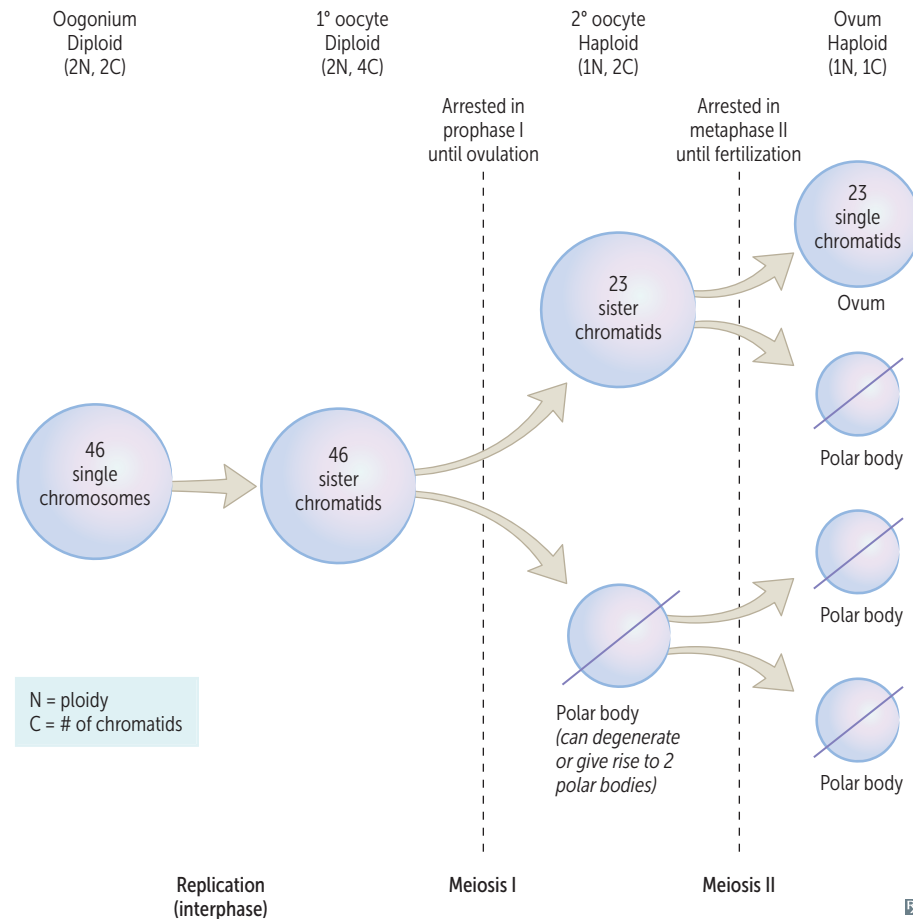 Oogonium
Diploid
(2N, 2C)
1° oocyte
Diploid
(2N, 4C)
2° oocyte
Haploid
(1N, 2C)
Ovum
Haploid
(1N, 1C)
Arrested in
prophase I
until ovulation
Arrested in
metaphase II
until fertilization
46
single
chromosomes
46
sister
chromatids
23
sister
chromatids
23
single
chromatids
Ovum
Polar body
Polar body
Polar body
Polar body
(can degenerate
or give rise to 2
polar bodies)
N = ploidy
C = # of chromatids
Replication
(interphase)
Meiosis I
Meiosis II